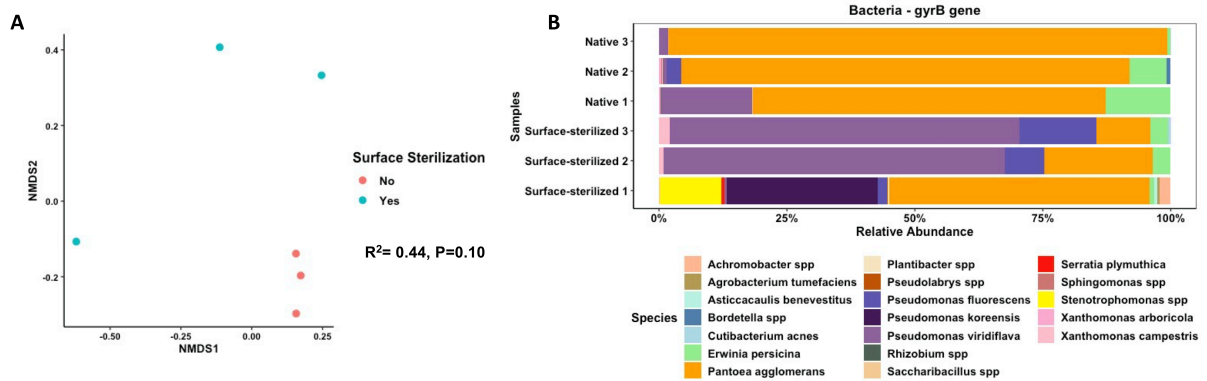 A
0.4
0.2
0.0
-0.2
NMDS2
-0.50
-0.25
0.00
0.25
NMDS1
Surface Sterilization
No
Yes
R²= 0.44, P=0.10
B
Bacteria - gyrB gene
Samples
Native 3
Native 2
Native 1
Surface-sterilized 3
Surface-sterilized 2
Surface-sterilized 1
0%
25%
50%
75%
100%
Relative Abundance
Species
Achromobacter spp
Agrobacterium tumefaciens
Asticcacaulis benevestitus
Bordetella spp
Cutibacterium acnes
Erwinia persicina
Pantoea agglomerans
Plantibacter spp
Pseudolabrys spp
Pseudomonas fluorescens
Pseudomonas koreensis
Pseudomonas viridiflava
Rhizobium spp
Saccharibacillus spp
Serratia plymuthica
Sphingomonas spp
Stenotrophomonas spp
Xanthomonas arboricola
Xanthomonas campestris